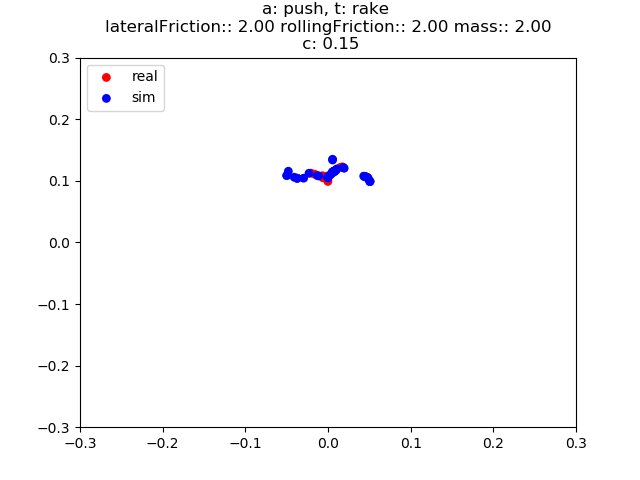 a: push, t: rake
lateralFriction:: 2.00 rollingFriction:: 2.00 mass:: 2.00
c: 0.15
real
sim
0.3
0.2
0.1
0.0
−0.1
−0.2
−0.3
−0.3
−0.2
−0.1
0.0
0.1
0.2
0.3